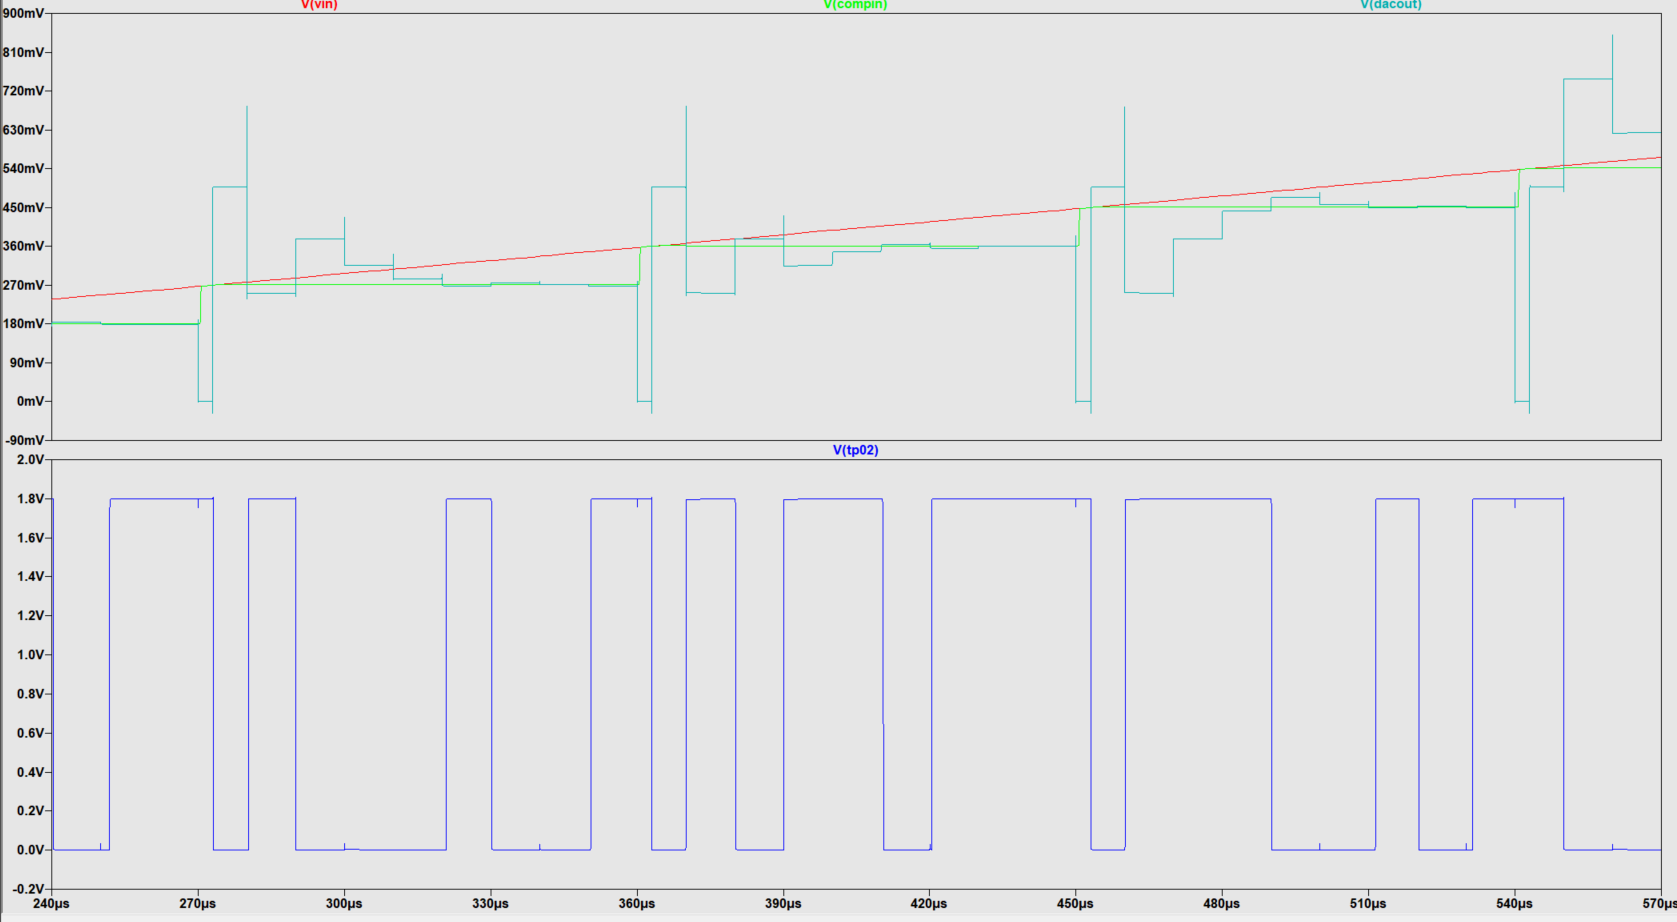 V(vin) V(compin) V(dacout)
900mV
810mV
720mV
630mV
540mV
450mV
360mV
270mV
180mV
90mV
0mV
-90mV
V(tp02)
2.0V
1.8V
1.6V
1.4V
1.2V
1.0V
0.8V
0.6V
0.4V
0.2V
0.0V
-0.2V
240µs 270µs 300µs 330µs 360µs 390µs 420µs 450µs 480µs 510µs 540µs 570µs